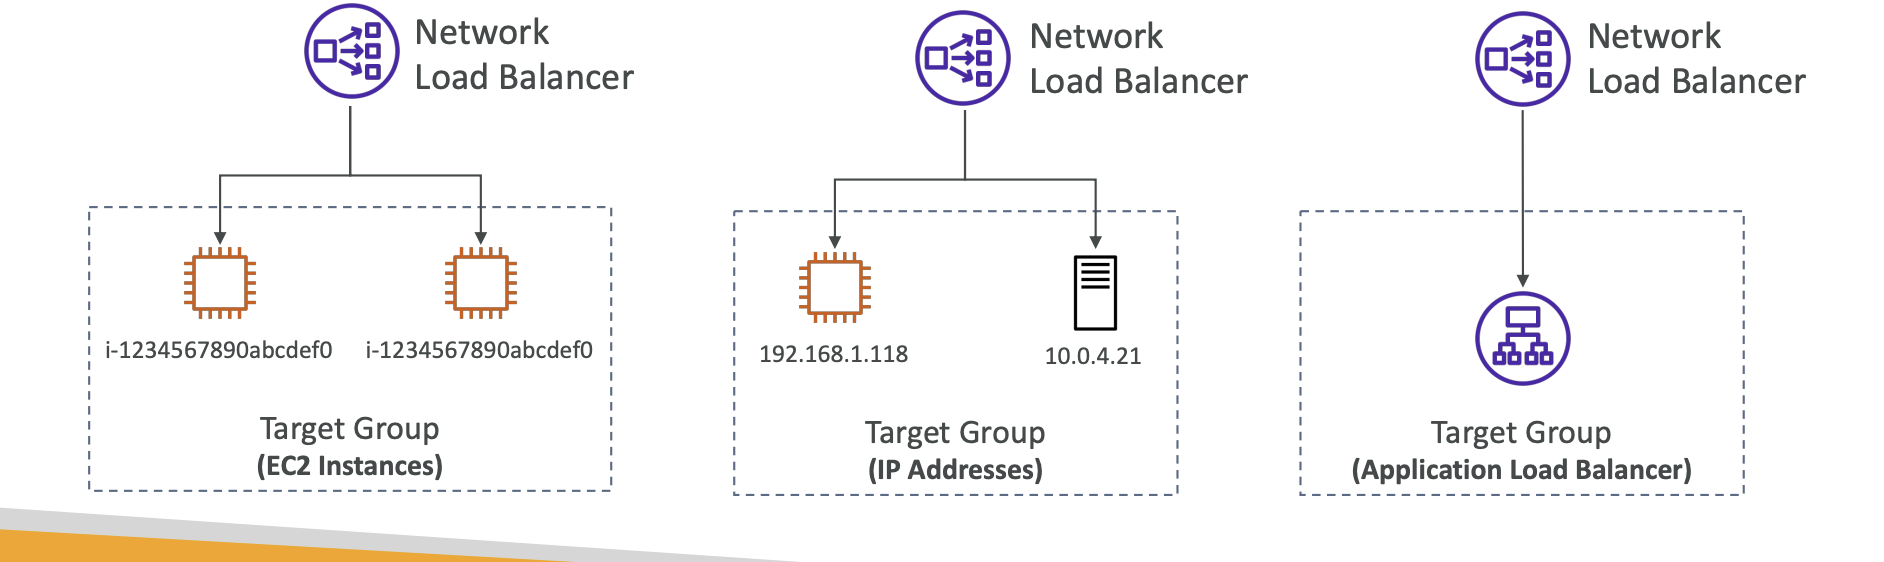 Network
Load Balancer
i-1234567890abcdef0
i-1234567890abcdef0
Target Group
(EC2 Instances)
Network
Load Balancer
192.168.1.118
10.0.4.21
Target Group
(IP Addresses)
Network
Load Balancer
Target Group
(Application Load Balancer)